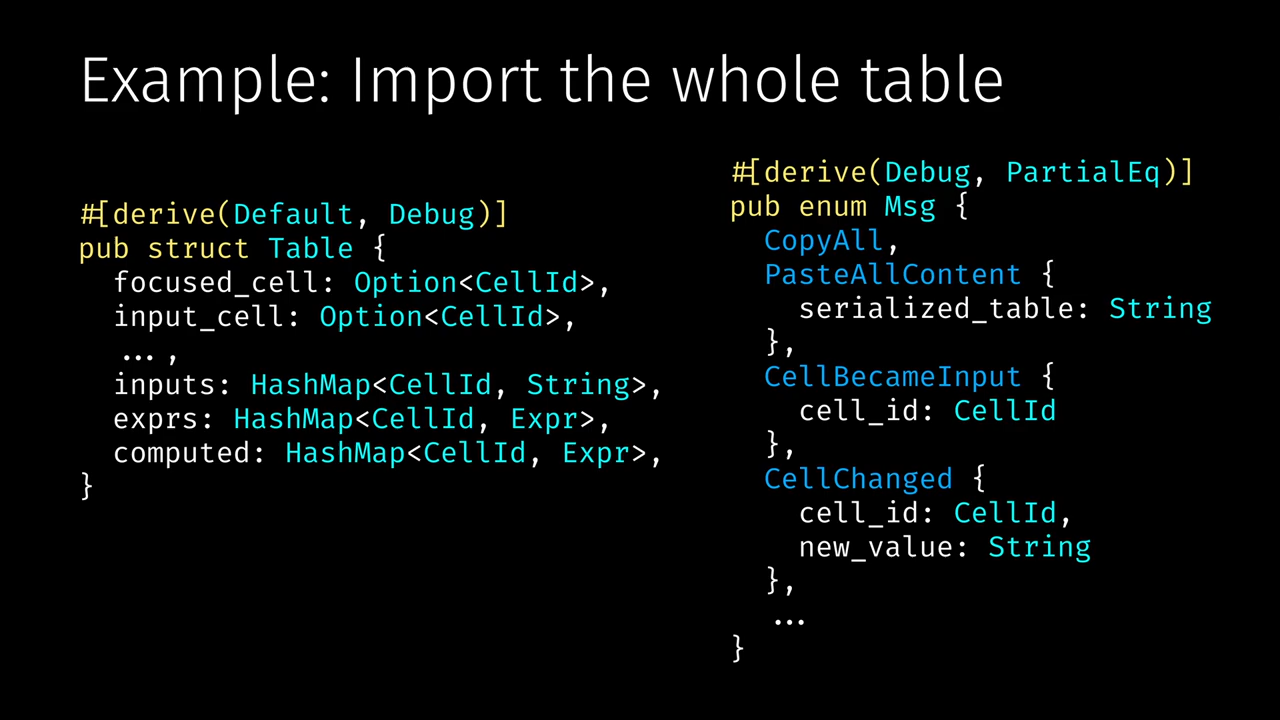 Example: Import the whole table
#[derive(Default, Debug)]
pub struct Table {
  focused_cell: Option<CellId>,
  input_cell: Option<CellId>,
  ...,
  inputs: HashMap<CellId, String>,
  exprs: HashMap<CellId, Expr>,
  computed: HashMap<CellId, Expr>,
}
#[derive(Debug, PartialEq)]
pub enum Msg {
  CopyAll,
  PasteAllContent {
    serialized_table: String
  },
  CellBecameInput {
    cell_id: CellId
  },
  CellChanged {
    cell_id: CellId,
    new_value: String
  },
  ...
}